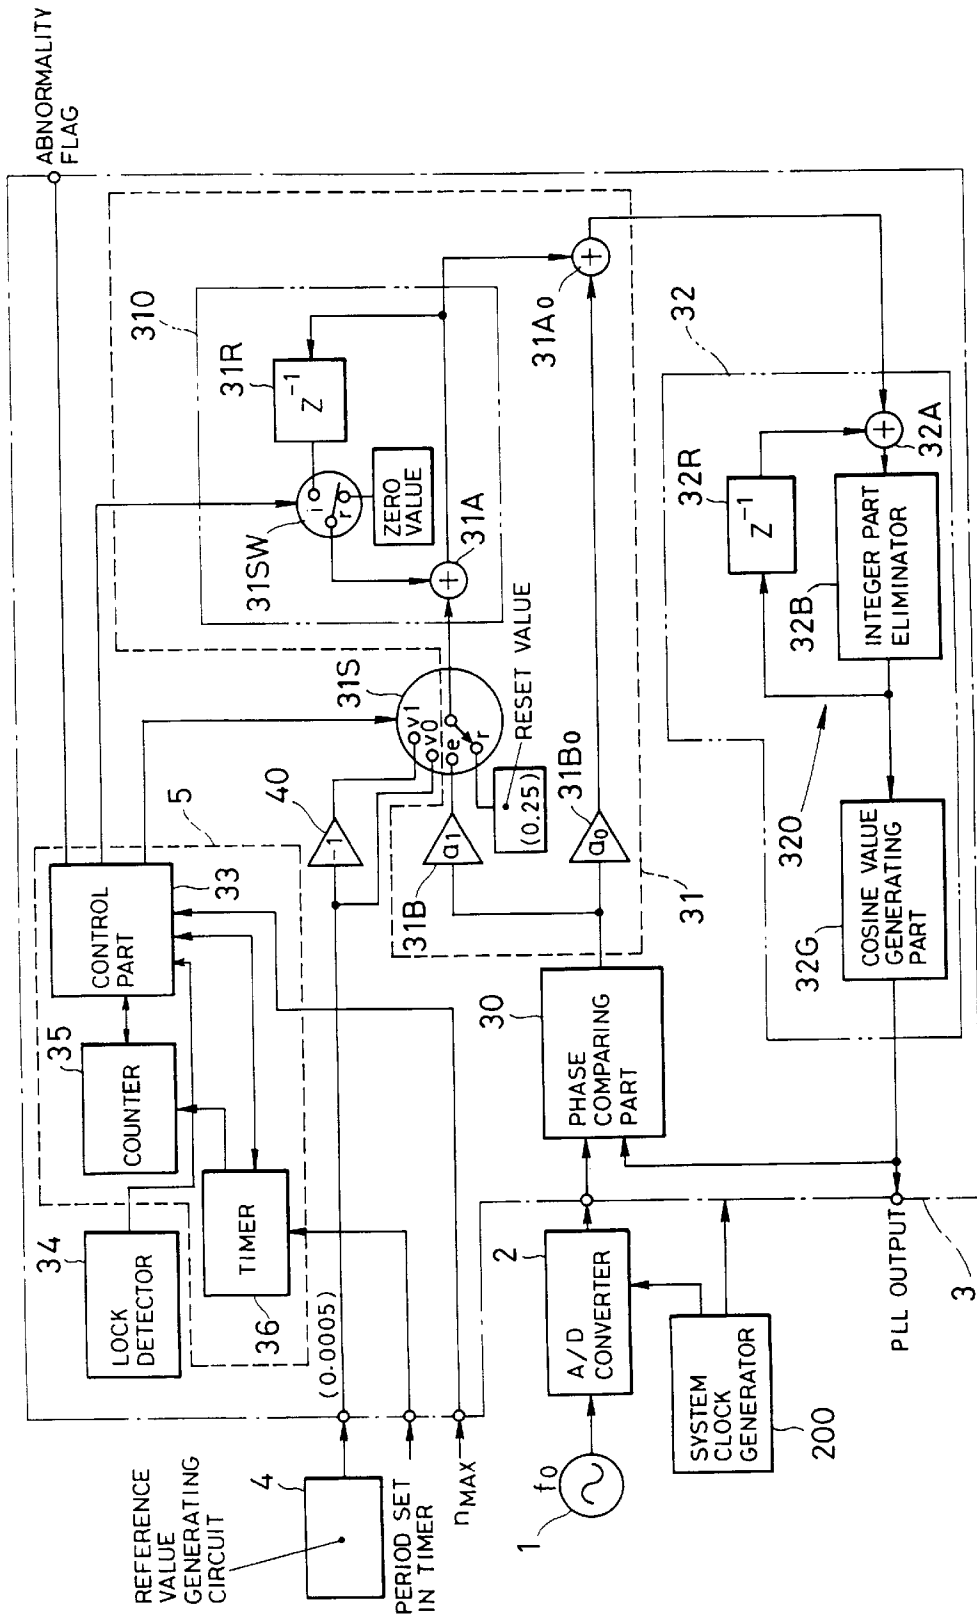 ABNORMALITY
FLAG
REFERENCE
VALUE
GENERATING
CIRCUIT
4
PERIOD SET
IN TIMER
nMAX
(0.0005)
34
LOCK
DETECTOR
35
COUNTER
CONTROL
PART
33
5
TIMER
36
40
-1
31S
v1
v0
e
r
31B
a1
(0.25)
RESET VALUE
31B0
a0
31
310
31R
Z-1
31SW
i
r
ZERO
VALUE
31A
31A0
1
f0
2
A/D
CONVERTER
SYSTEM
CLOCK
GENERATOR
200
30
PHASE
COMPARING
PART
PLL OUTPUT
3
32
32R
Z-1
32A
32B
INTEGER PART
ELIMINATOR
320
32G
COSINE VALUE
GENERATING
PART